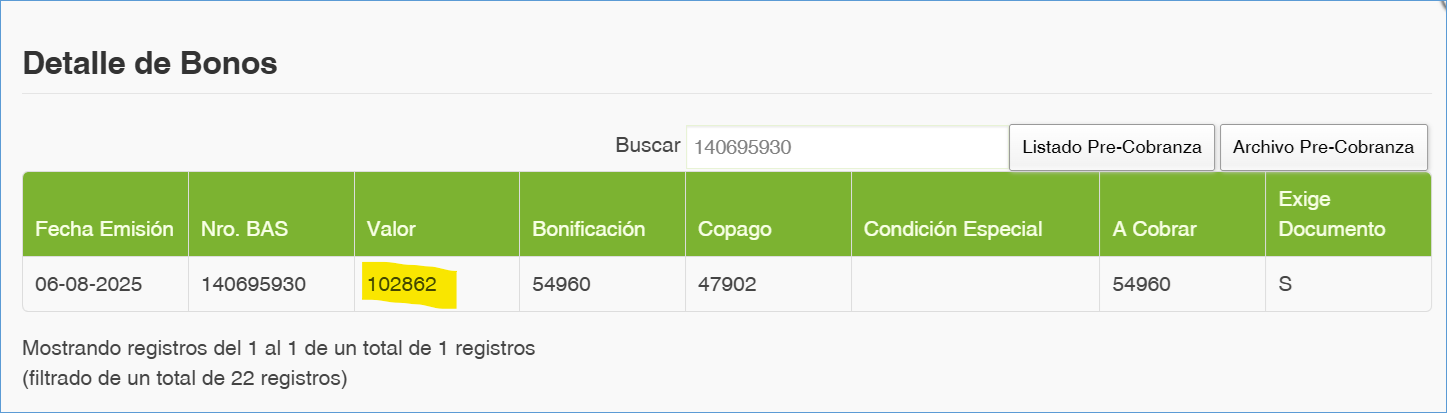 Detalle de Bonos
Buscar 140695930 Listado Pre-Cobranza Archivo Pre-Cobranza
Fecha Emisión Nro. BAS Valor Bonificación Copago Condición Especial A Cobrar Exige Documento
06-08-2025 140695930 102862 54960 47902 54960 S
Mostrando registros del 1 al 1 de un total de 1 registros
(filtrado de un total de 22 registros)